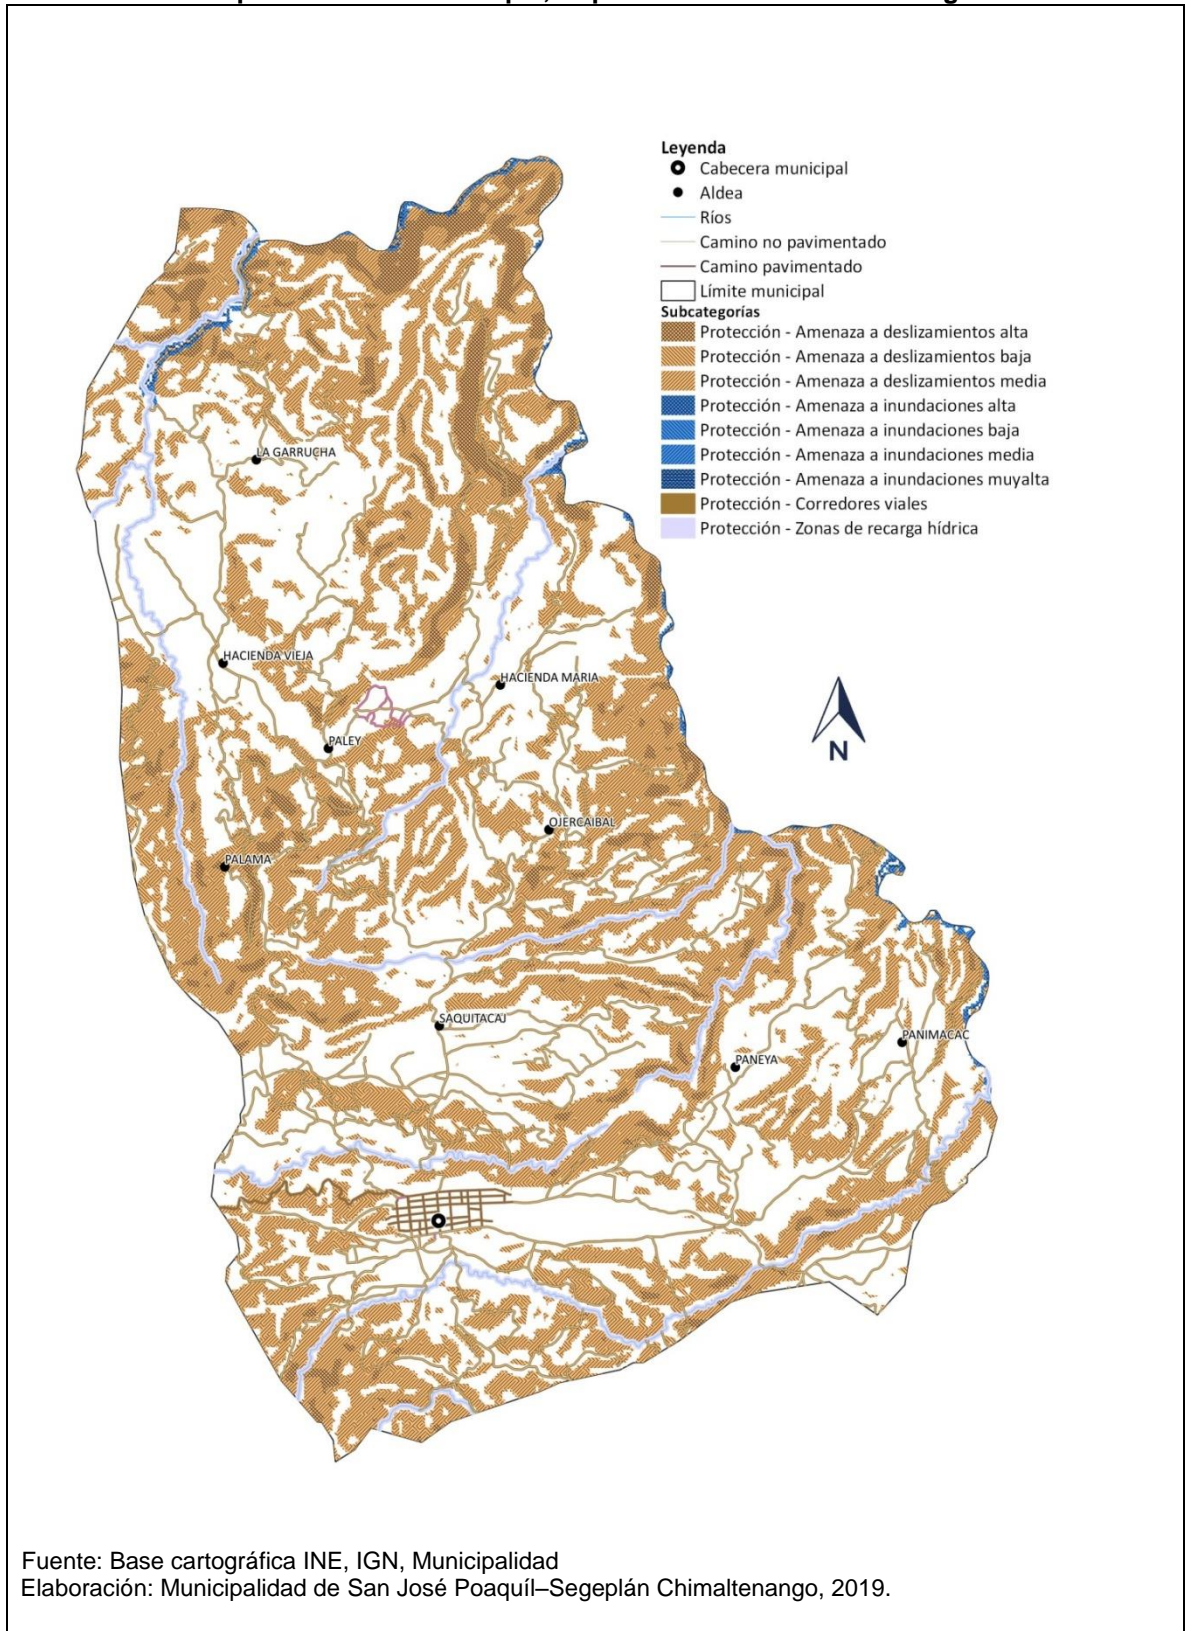 Leyenda
Cabecera municipal
Aldea
Ríos
Camino no pavimentado
Camino pavimentado
Límite municipal
Subcategorías
Protección - Amenaza a deslizamientos alta
Protección - Amenaza a deslizamientos baja
Protección - Amenaza a deslizamientos media
Protección - Amenaza a inundaciones alta
Protección - Amenaza a inundaciones baja
Protección - Amenaza a inundaciones media
Protección - Amenaza a inundaciones muyalta
Protección - Corredores viales
Protección - Zonas de recarga hídrica
LA GARRUCHA
HACIENDA VIEJA
HACIENDA MARIA
PALEY
OJERCAIBAL
PALAMA
SAQUITACAJ
PANIMACAC
PANEYA
N
Fuente: Base cartográfica INE, IGN, Municipalidad
Elaboración: Municipalidad de San José Poaquíl–Segeplán Chimaltenango, 2019.